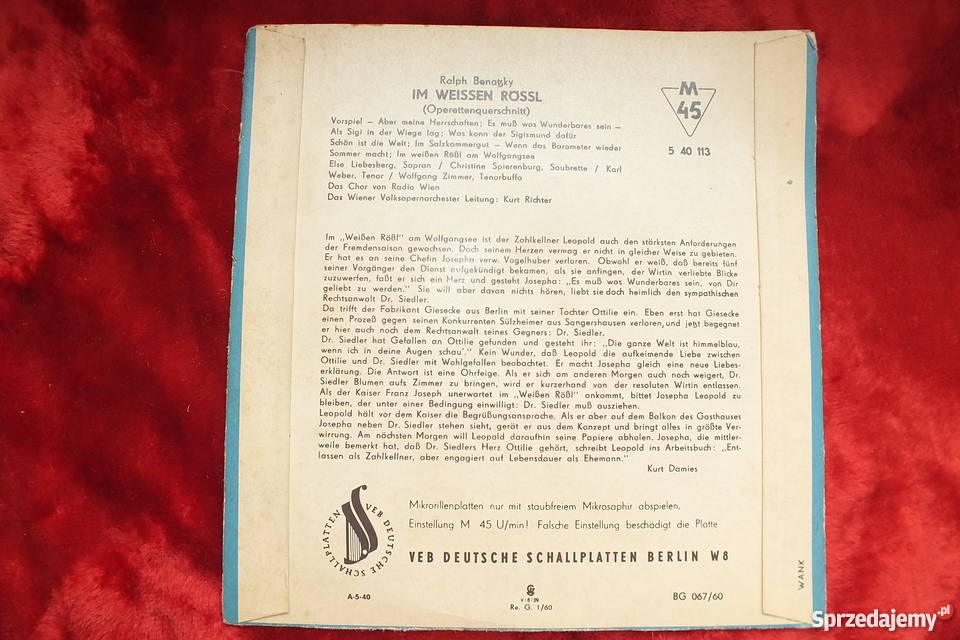 Ralph Benatzky
IM WEISSEN RÖSSL
(Operettenquerschnitt)
Vorspiel – Aber meine Herrschaften; Es muß was Wunderbares sein –
Als Sigi in der Wiege lag; Was kann der Sigismund dafür
Schön ist die Welt; Im Salzkammergut – Wenn das Barometer wieder
Sommer macht; Im weißen Rößl am Wolfgangsee
Else Liebesberg, Sopran / Christine Spierenburg, Soubrette / Karl
Weber, Tenor / Wolfgang Zimmer, Tenorbuffo
Das Chor von Radio Wien
Das Wiener Volksopernorchester Leitung: Kurt Richter
M
45
5 40 113
Im „Weißen Rößl" am Wolfgangsee ist der Zahlkellner Leopold auch den stärksten Anforderungen
der Fremdensaison gewachsen. Doch seinem Herzen vermag er nicht in gleicher Weise zu gebieten.
Er hat es an seine Chefin Josepha verw. Vogelhuber verloren. Obwohl er weiß, daß bereits fünf
seiner Vorgänger den Dienst aufgekündigt bekamen, als sie anfingen, der Wirtin verliebte Blicke
zuzuwerfen, faßt er sich ein Herz und gesteht Josepha: „Es muß was Wunderbares sein, von Dir
geliebt zu werden." Sie will aber davon nichts hören, liebt sie doch heimlich den sympathischen
Rechtsanwalt Dr. Siedler.
Da trifft der Fabrikant Giesecke aus Berlin mit seiner Tochter Ottilie ein. Eben erst hat Giesecke
einen Prozeß gegen seinen Konkurrenten Sülzheimer aus Sangershausen verloren, und jetzt begegnet
er hier auch noch dem Rechtsanwalt seines Gegners: Dr. Siedler.
Dr. Siedler hat Gefallen an Ottilie gefunden und gesteht ihr: „Die ganze Welt ist himmelblau,
wenn ich in deine Augen schau'." Kein Wunder, daß Leopold die aufkeimende Liebe zwischen
Ottilie und Dr. Siedler mit Wohlgefallen beobachtet. Er macht Josepha gleich eine neue Liebes-
erklärung. Die Antwort ist eine Ohrfeige. Als er sich am anderen Morgen auch noch weigert, Dr.
Siedler Blumen aufs Zimmer zu bringen, wird er kurzerhand von der resoluten Wirtin entlassen.
Als der Kaiser Franz Joseph unerwartet im „Weißen Rößl" ankommt, bittet Josepha Leopold zu
bleiben, der unter einer Bedingung einwilligt: Dr. Siedler muß ausziehen.
Leopold hält vor dem Kaiser die Begrüßungsansprache. Als er aber auf dem Balkon des Gasthauses
Josepha neben Dr. Siedler stehen sieht, gerät er aus dem Konzept und bringt alles in größte Ver-
wirrung. Am nächsten Morgen will Leopold daraufhin seine Papiere abholen. Josepha, die mittler-
weile bemerkt hat, daß Dr. Siedlers Herz Ottilie gehört, schreibt Leopold ins Arbeitsbuch: „Ent-
lassen als Zahlkellner, aber engagiert auf Lebensdauer als Ehemann."
Kurt Damies
VEB DEUTSCHE SCHALLPLATTEN
Mikrorillenplatten nur mit staubfreiem Mikrosaphir abspielen.
Einstellung M 45 U/min! Falsche Einstellung beschädigt die Platte
VEB DEUTSCHE SCHALLPLATTEN BERLIN W8
A-5-40
V/8/29
Re. G. 1/60
BG 067/60
WANK
Sprzedajemy.pl